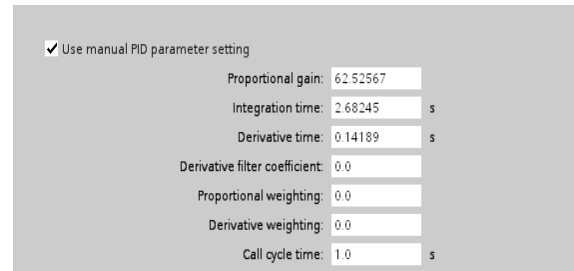 Use manual PID parameter setting
Proportional gain: 62.52567
Integration time: 2.68245 s
Derivative time: 0.14189 s
Derivative filter coefficient: 0.0
Proportional weighting: 0.0
Derivative weighting: 0.0
Call cycle time: 1.0 s